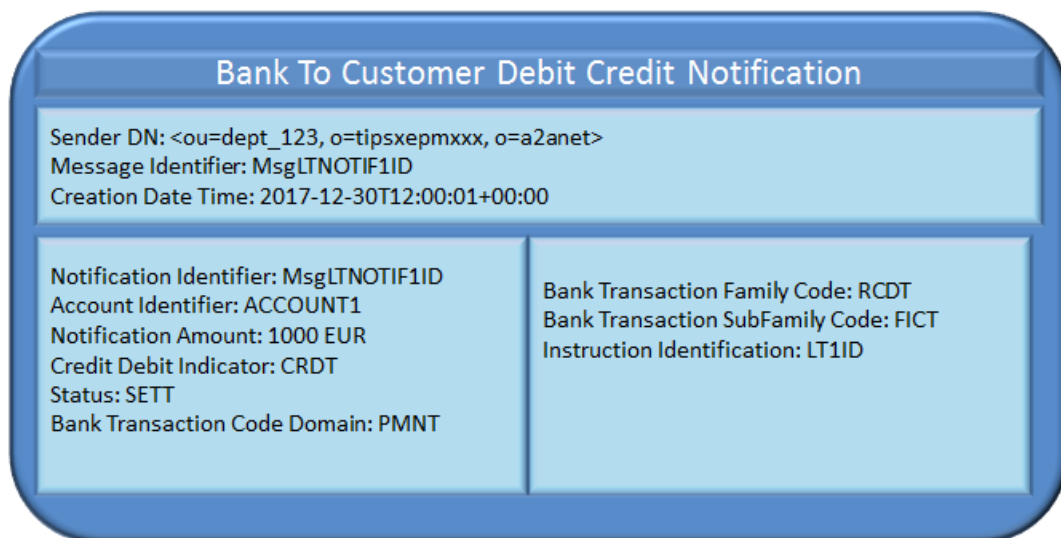 Bank To Customer Debit Credit Notification
Sender DN: <ou=dept_123, o=tipsxepmxxx, o=a2anet>
Message Identifier: MsgLTNOTIF1ID
Creation Date Time: 2017-12-30T12:00:01+00:00
Notification Identifier: MsgLTNOTIF1ID
Account Identifier: ACCOUNT1
Notification Amount: 1000 EUR
Credit Debit Indicator: CRDT
Status: SETT
Bank Transaction Code Domain: PMNT
Bank Transaction Family Code: RCDT
Bank Transaction SubFamily Code: FICT
Instruction Identification: LT1ID